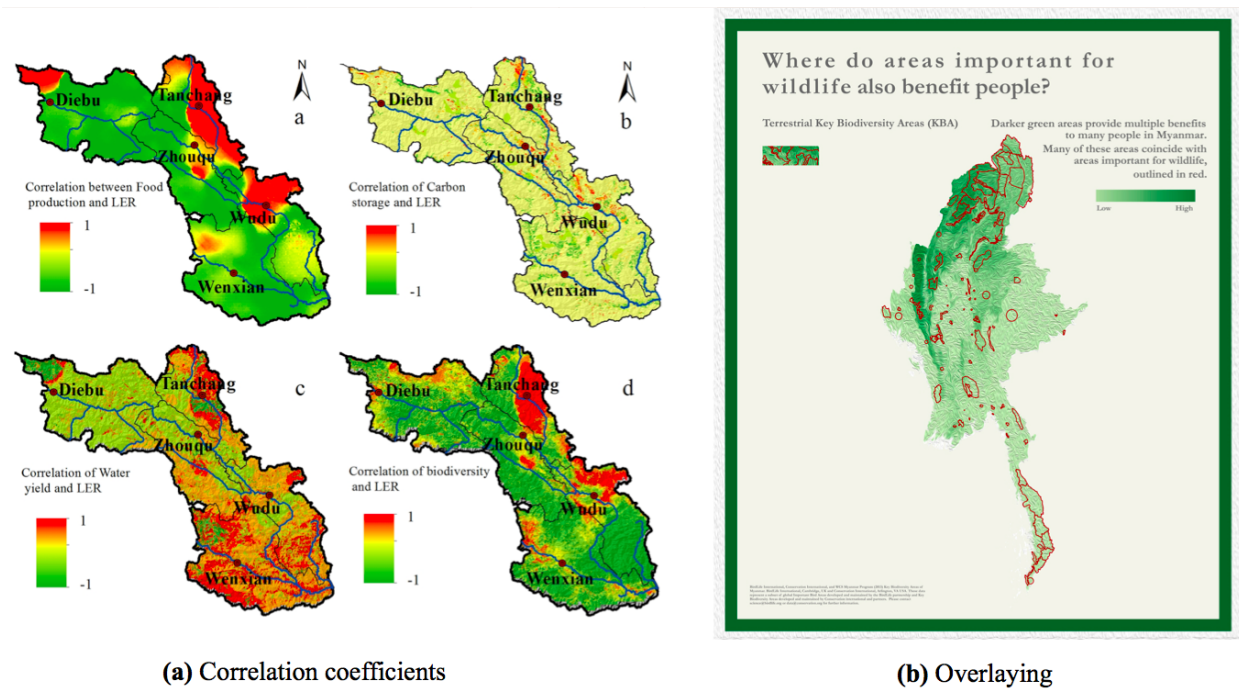 N
Diebu
Tanchang
a
Zhouqu
Correlation between Food
production and LER
1
-1
Wudu
Wenxian
N
Diebu
Tanchang
b
Zhouqu
Correlation of Carbon
storage and LER
1
-1
Wudu
Wenxian
Diebu
Tanchang
c
Zhouqu
Correlation of Water
yield and LER
1
-1
Wudu
Wenxian
Diebu
Tanchang
d
Zhouqu
Correlation of biodiversity
and LER
1
-1
Wudu
Wenxian
(a) Correlation coefficients
Where do areas important for
wildlife also benefit people?
Terrestrial Key Biodiversity Areas (KBA)
Darker green areas provide multiple benefits
to many people in Myanmar.
Many of these areas coincide with
areas important for wildlife,
outlined in red.
Low High
(b) Overlaying